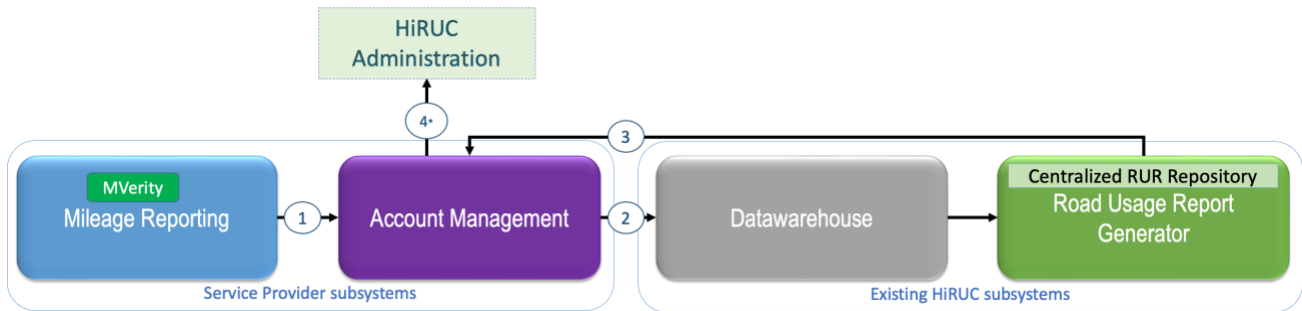 HiRUC
Administration
4*
3
MVerity
Mileage Reporting
1
Account Management
2
Datawarehouse
Centralized RUR Repository
Road Usage Report
Generator
Service Provider subsystems
Existing HiRUC subsystems